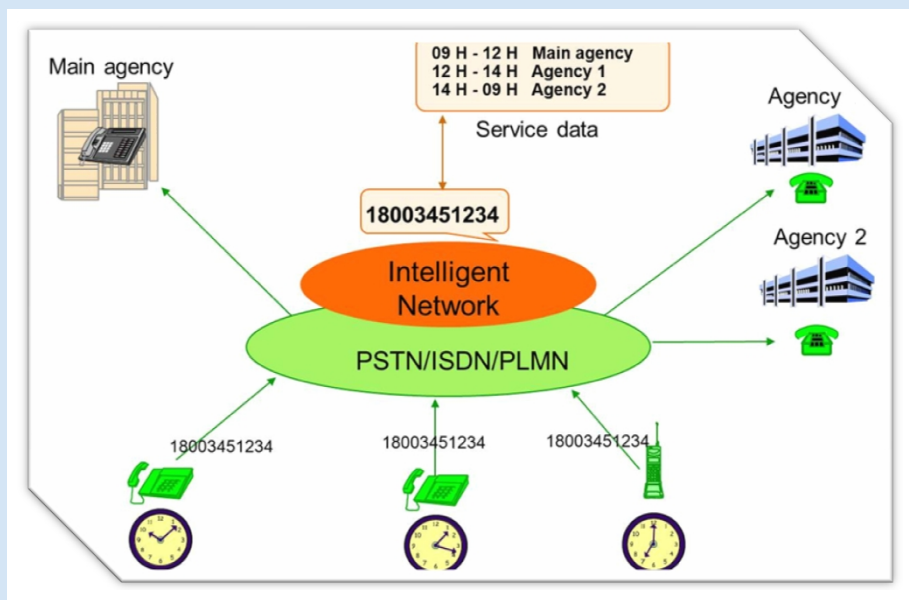 09 H - 12 H Main agency
12 H - 14 H Agency 1
14 H - 09 H Agency 2
Main agency
Agency
Service data
18003451234
Agency 2
Intelligent
Network
PSTN/ISDN/PLMN
18003451234
18003451234
18003451234